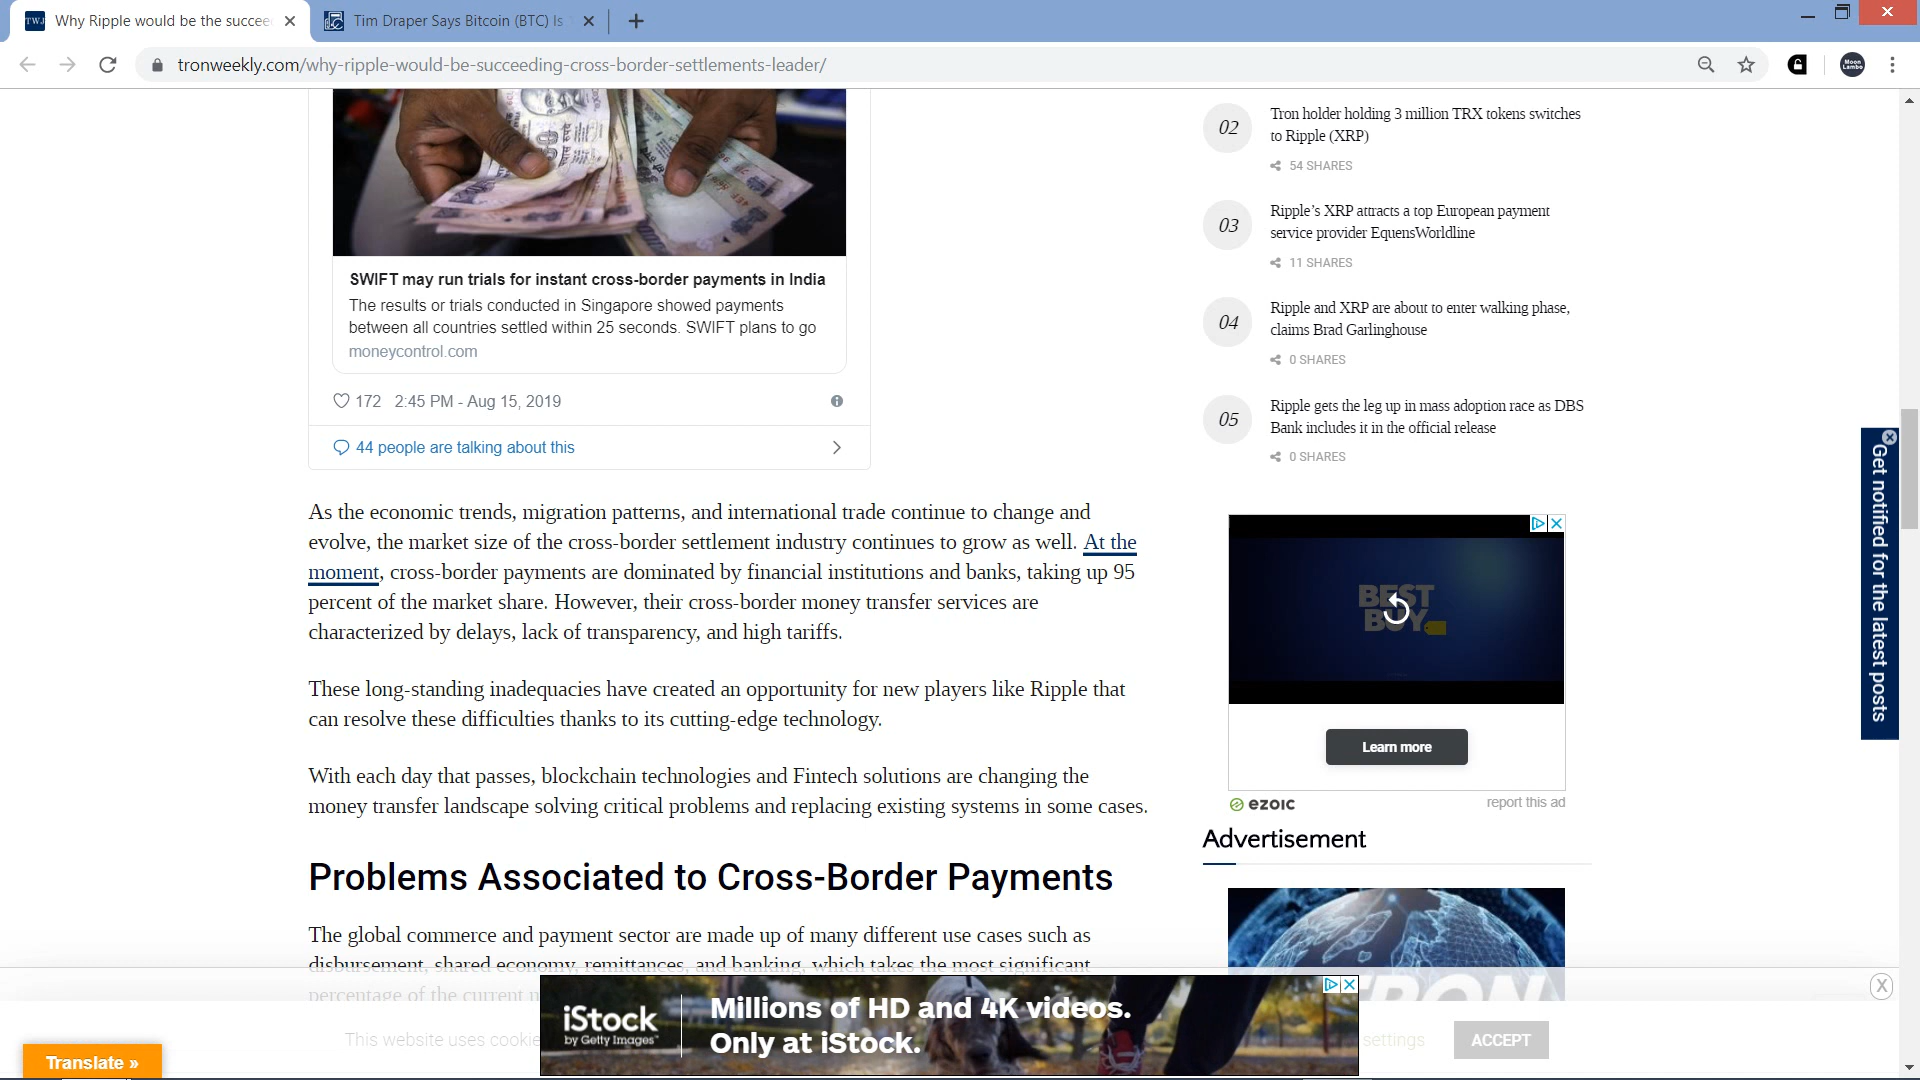 TWJ Why Ripple would be the succee
Tim Draper Says Bitcoin (BTC) Is
tronweekly.com/why-ripple-would-be-succeeding-cross-border-settlements-leader/
Moon Lambo
SWIFT may run trials for instant cross-border payments in India
The results or trials conducted in Singapore showed payments
between all countries settled within 25 seconds. SWIFT plans to go
moneycontrol.com
172 2:45 PM - Aug 15, 2019
44 people are talking about this
As the economic trends, migration patterns, and international trade continue to change and
evolve, the market size of the cross-border settlement industry continues to grow as well. At the
moment, cross-border payments are dominated by financial institutions and banks, taking up 95
percent of the market share. However, their cross-border money transfer services are
characterized by delays, lack of transparency, and high tariffs.
These long-standing inadequacies have created an opportunity for new players like Ripple that
can resolve these difficulties thanks to its cutting-edge technology.
With each day that passes, blockchain technologies and Fintech solutions are changing the
money transfer landscape solving critical problems and replacing existing systems in some cases.
Problems Associated to Cross-Border Payments
The global commerce and payment sector are made up of many different use cases such as
disbursement, shared economy, remittances, and banking, which takes the most significant
percentage of the current
02
Tron holder holding 3 million TRX tokens switches
to Ripple (XRP)
54 SHARES
03
Ripple's XRP attracts a top European payment
service provider EquensWorldline
11 SHARES
04
Ripple and XRP are about to enter walking phase,
claims Brad Garlinghouse
0 SHARES
05
Ripple gets the leg up in mass adoption race as DBS
Bank includes it in the official release
0 SHARES
BEST
BUY
Learn more
ezoic
report this ad
Advertisement
TRON
Get notified for the latest posts
This website uses cookie
iStock
by Getty Images
Millions of HD and 4K videos.
Only at iStock.
settings
ACCEPT
Translate »